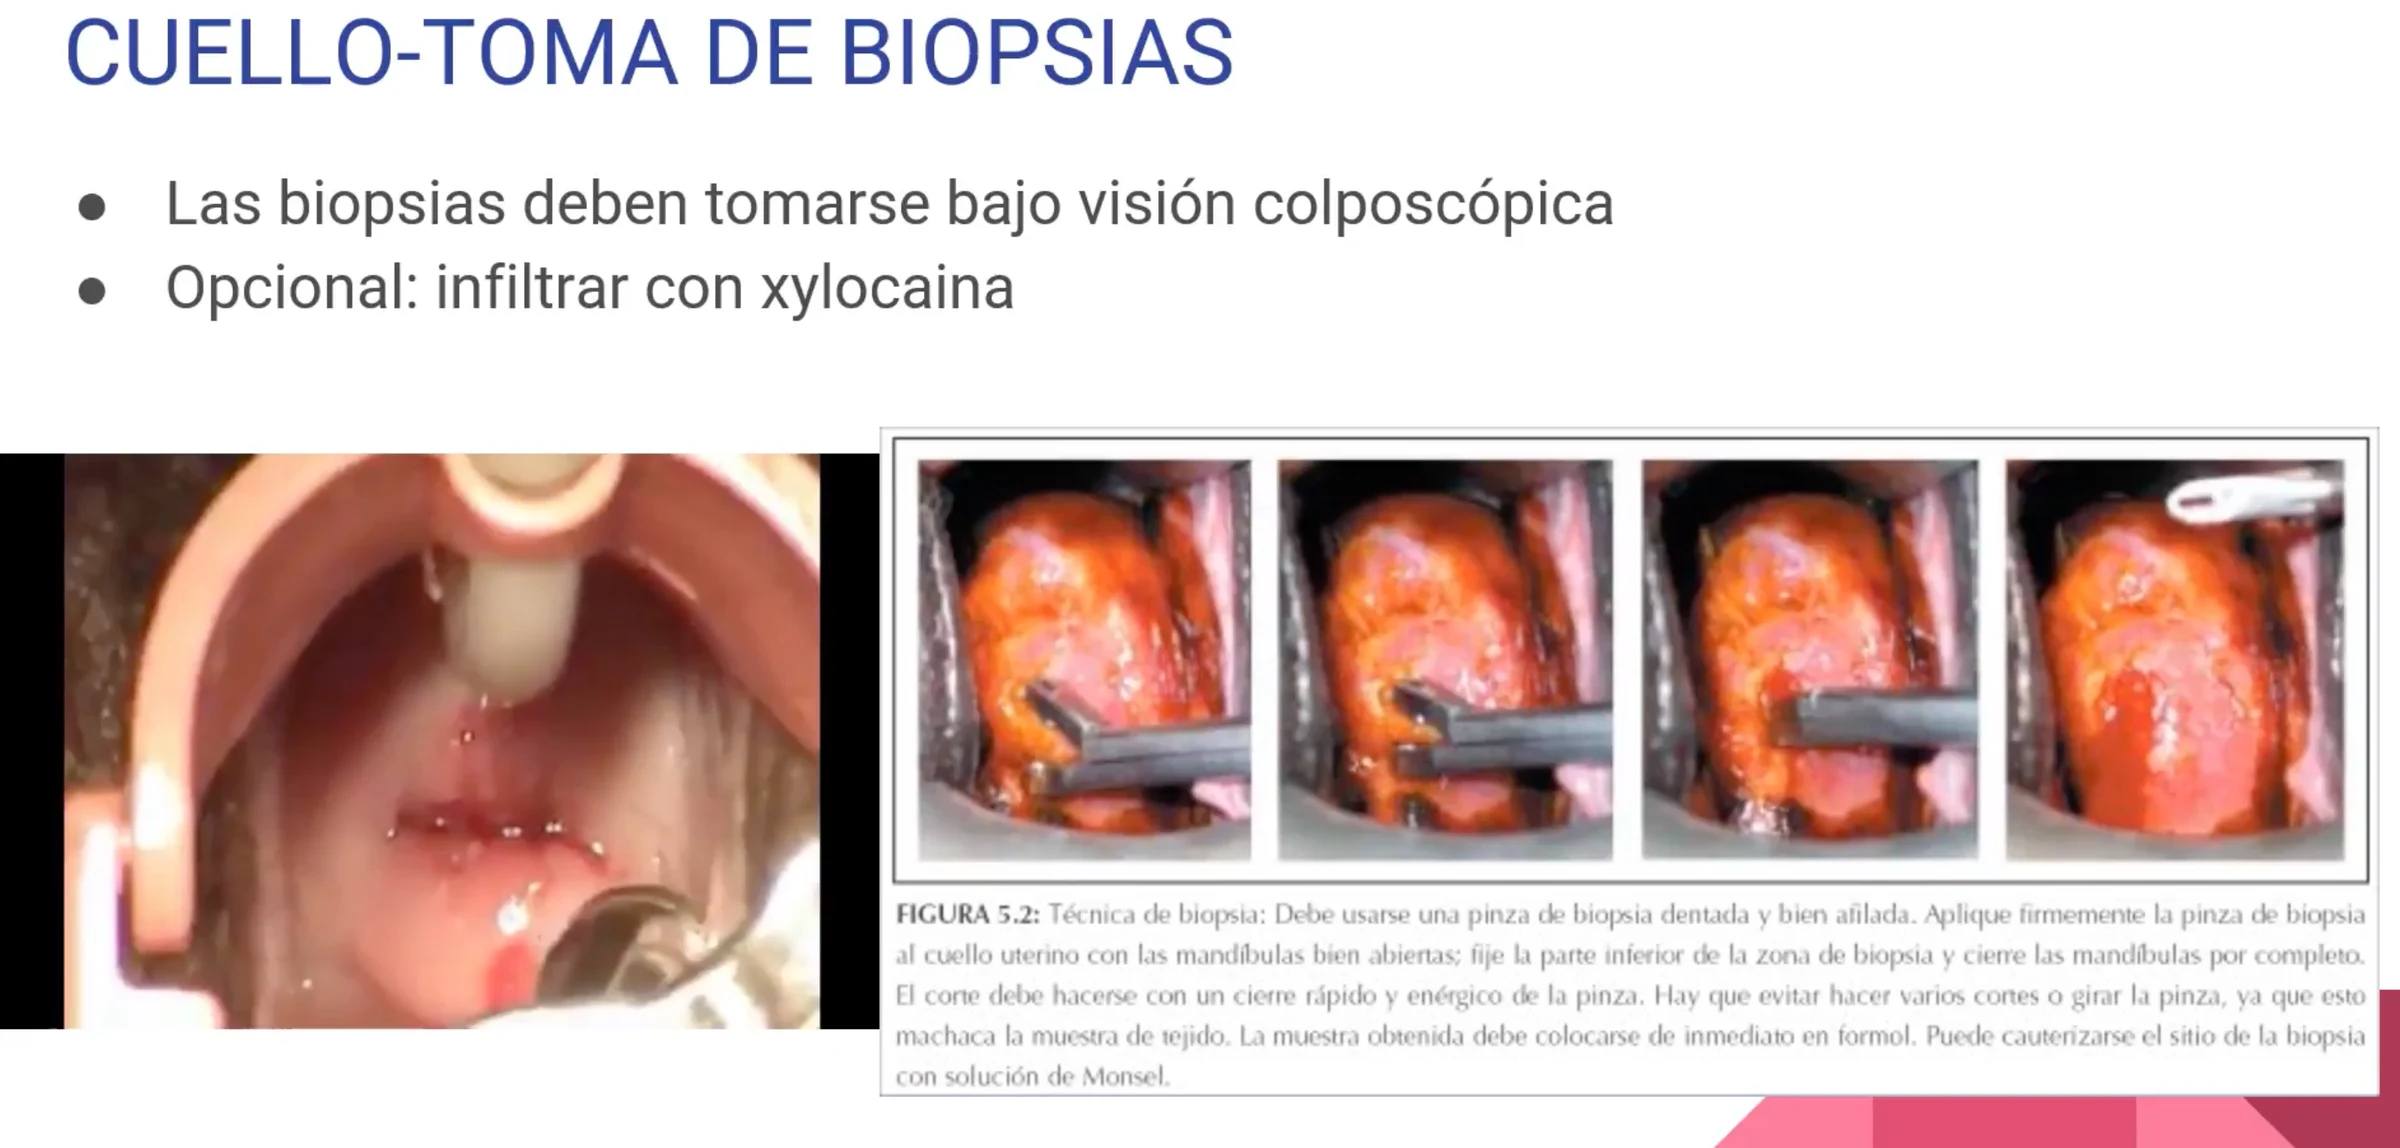 CUELLO-TOMA DE BIOPSIAS
● Las biopsias deben tomarse bajo visión colposcópica
● Opcional: infiltrar con xylocaina
FIGURA 5.2: Técnica de biopsia: Debe usarse una pinza de biopsia dentada y bien afilada. Aplique firmemente la pinza de biopsia
al cuello uterino con las mandíbulas bien abiertas; fije la parte inferior de la zona de biopsia y cierre las mandíbulas por completo.
El corte debe hacerse con un cierre rápido y enérgico de la pinza. Hay que evitar hacer varios cortes o girar la pinza, ya que esto
machaca la muestra de tejido. La muestra obtenida debe colocarse de inmediato en formol. Puede cauterizarse el sitio de la biopsia
con solución de Monsel.